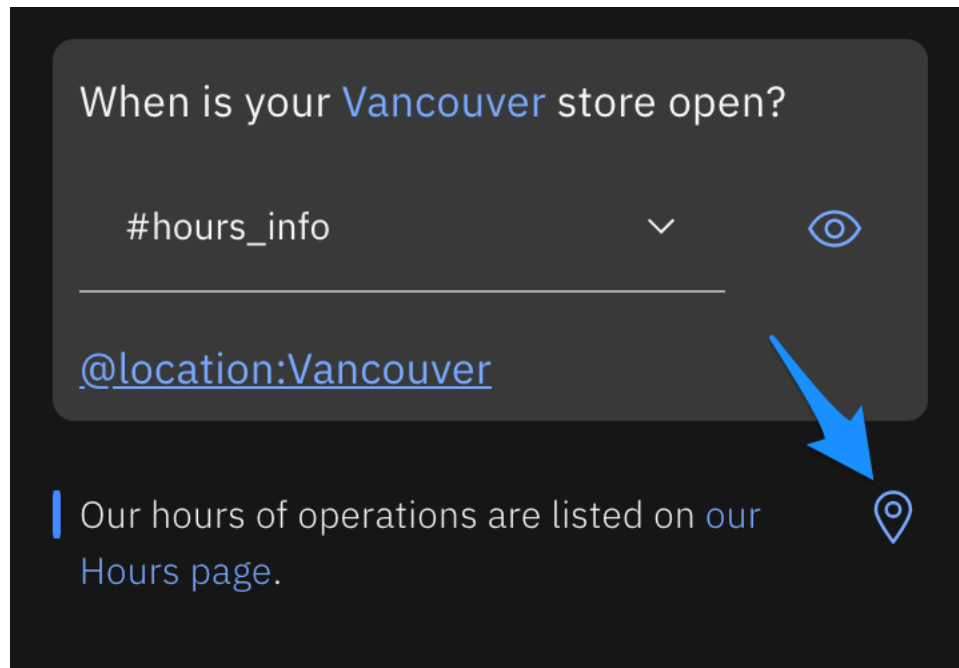 When is your Vancouver store open?
#hours_info
@location:Vancouver
Our hours of operations are listed on our
Hours page.